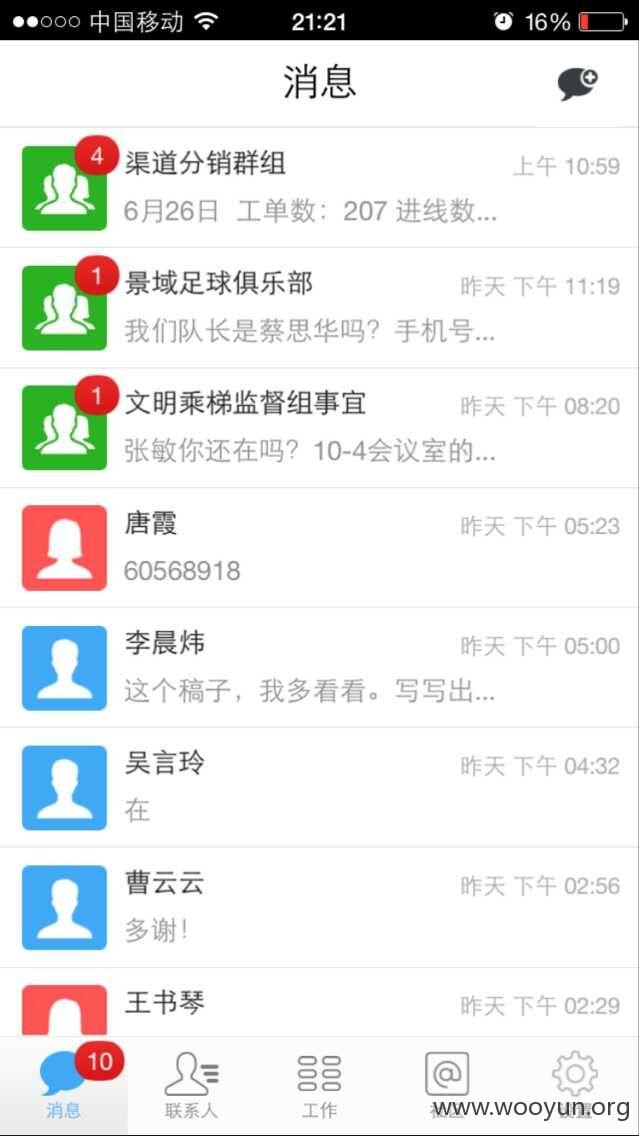 中国移动 21:21 16%
消息
4 渠道分销群组 上午 10:59
6月26日 工单数：207 进线数...
1 景域足球俱乐部 昨天 下午 11:19
我们队长是蔡思华吗？手机号...
1 文明乘梯监督组事宜 昨天 下午 08:20
张敏你还在吗？10-4会议室的...
唐霞 昨天 下午 05:23
60568918
李晨炜 昨天 下午 05:00
这个稿子，我多看看。写写出...
吴言玲 昨天 下午 04:32
在
曹云云 昨天 下午 02:56
多谢！
王书琴 昨天 下午 02:29
10
消息 联系人 工作
www.wooyun.org